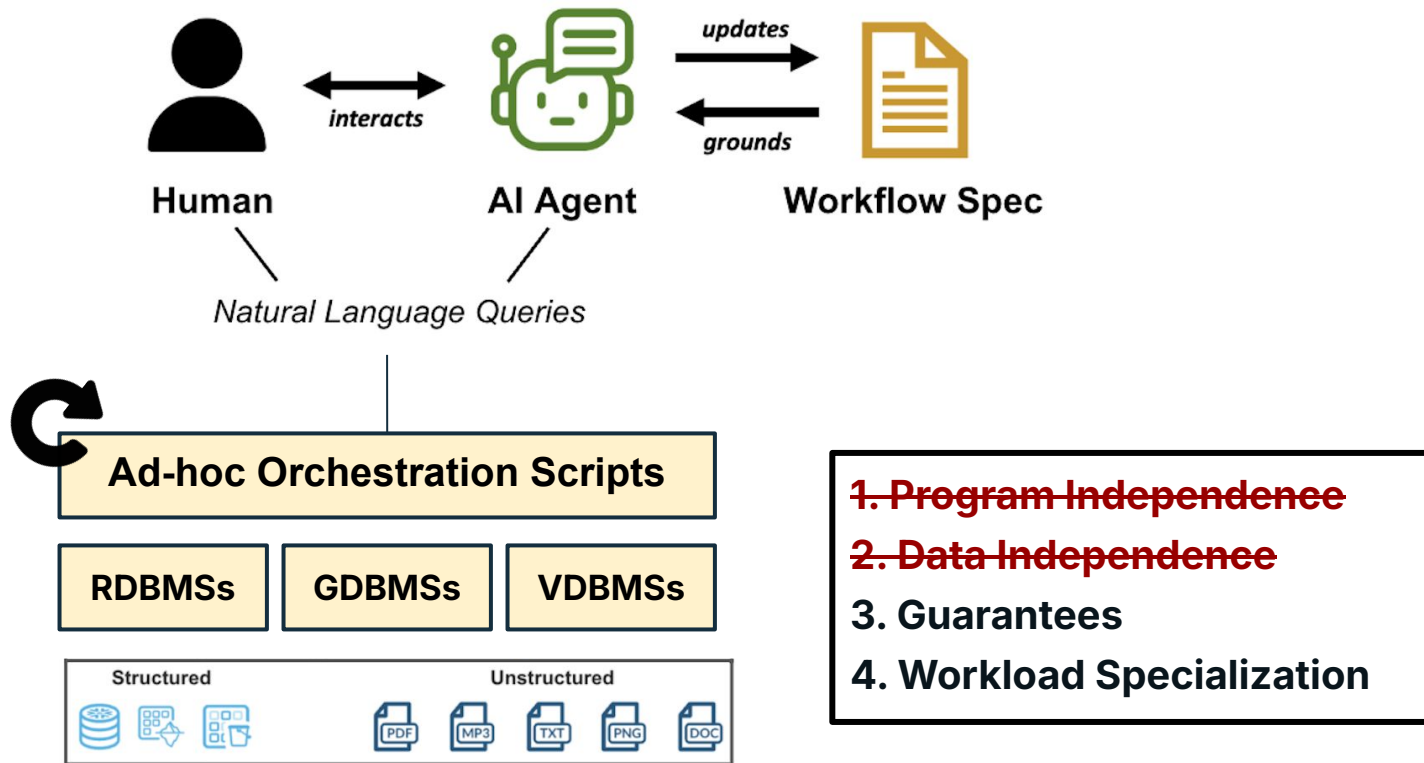 updates
interacts
grounds
Human
AI Agent
Workflow Spec
Natural Language Queries
Ad-hoc Orchestration Scripts
RDBMSs
GDBMSs
VDBMSs
Structured
Unstructured
PDF
MP3
TXT
PNG
DOC
1. Program Independence
2. Data Independence
3. Guarantees
4. Workload Specialization